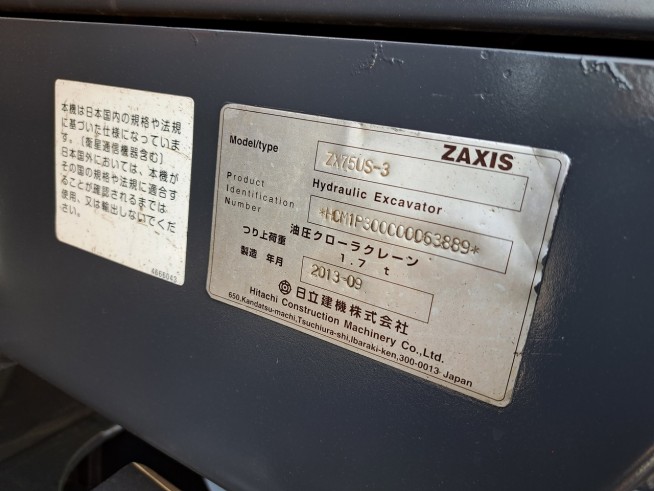 本機は日本国内の規格や法規
に基づいた仕様になっていま
す。〔衛星通信機器含む〕
日本国外においては、本機が
その国の規格や法規に適合す
ることが確認されるまでは
使用、又は輸出しないでくだ
さい。
4666043
ZAXIS
Model/type
ZX75US-3
Hydraulic Excavator
Product
Identification
Number
*HCM1P300000063889*
油圧クローラクレーン
つり上荷重
1.7 t
製造 年月
2013-09
日立建機株式会社
Hitachi Construction Machinery Co.,Ltd.
650,Kandatsu-machi,Tsuchiura-shi,Ibaraki-ken,300-0013 Japan